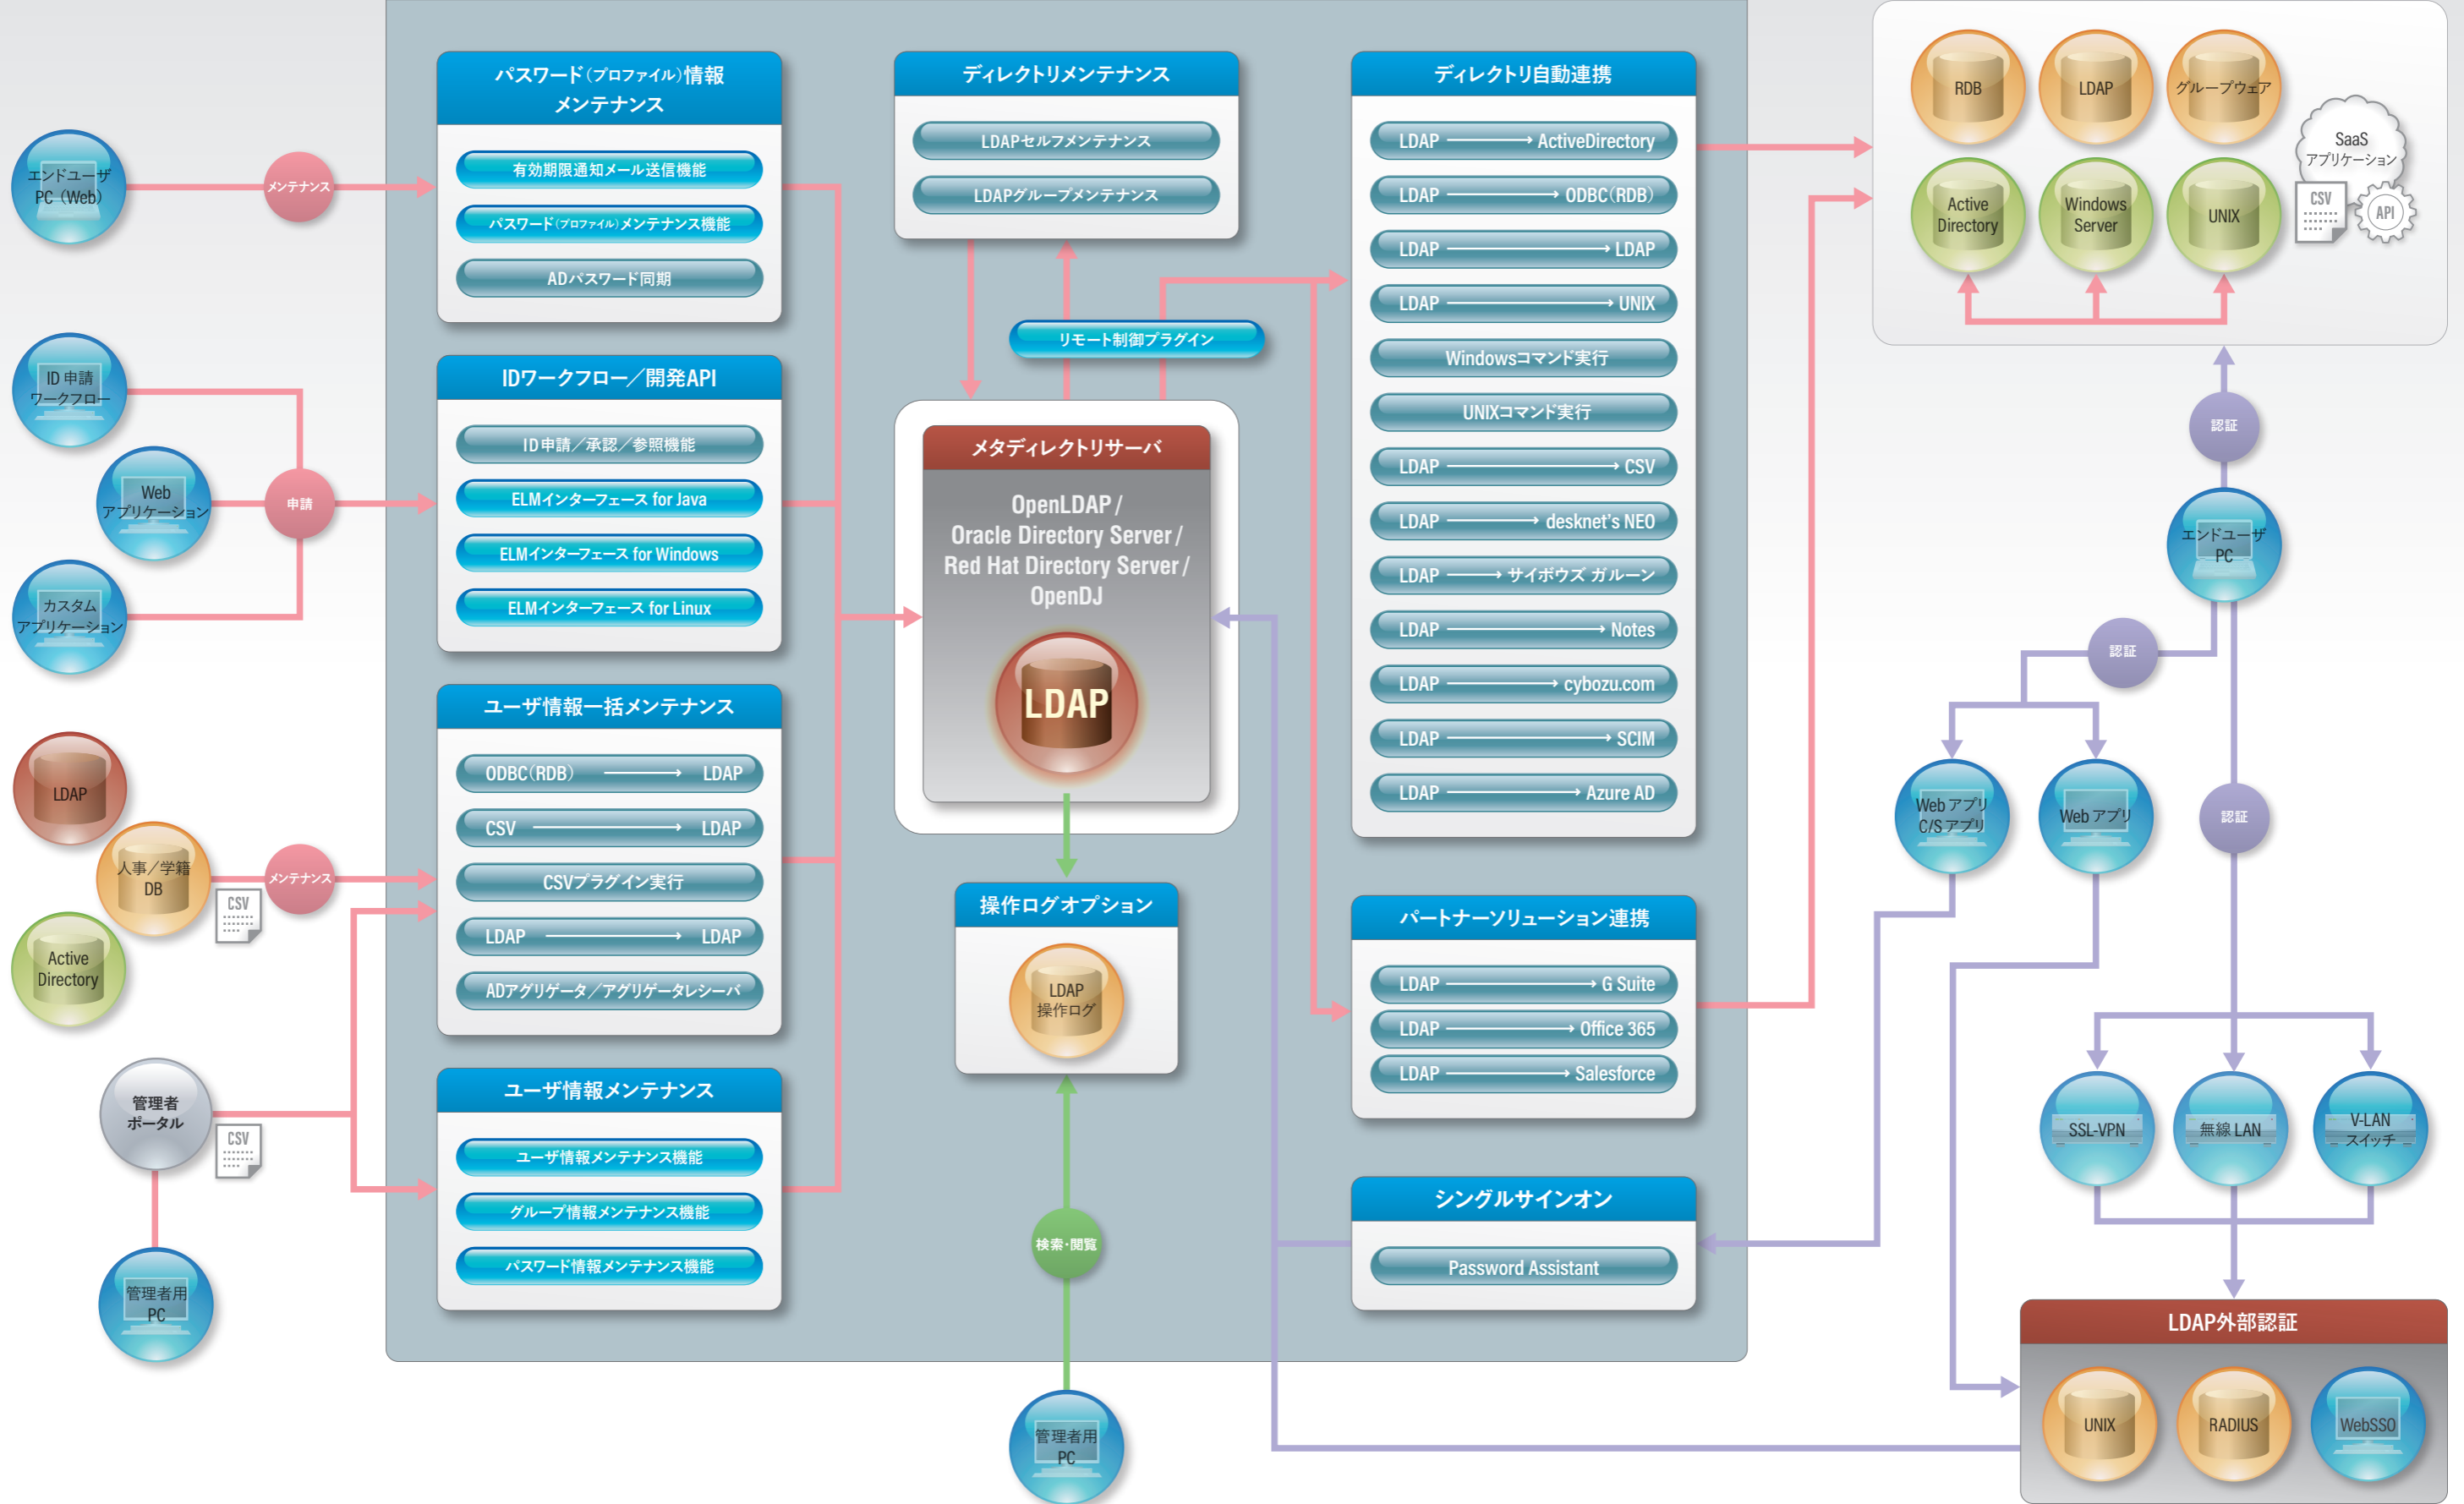 エンドユーザ
PC（Web）
メンテナンス
ID 申請
ワークフロー
Web
アプリケーション
カスタム
アプリケーション
申請
LDAP
人事／学籍
DB
Active
Directory
CSV
メンテナンス
管理者
ポータル
CSV
管理者用
PC
パスワード（プロファイル）情報
メンテナンス
有効期限通知メール送信機能
パスワード（プロファイル）メンテナンス機能
ADパスワード同期
IDワークフロー／開発API
ID申請／承認／参照機能
ELMインターフェース for Java
ELMインターフェース for Windows
ELMインターフェース for Linux
ユーザ情報一括メンテナンス
ODBC（RDB） → LDAP
CSV → LDAP
CSVプラグイン実行
LDAP → LDAP
ADアグリゲータ／アグリゲータレシーバ
ユーザ情報メンテナンス
ユーザ情報メンテナンス機能
グループ情報メンテナンス機能
パスワード情報メンテナンス機能
ディレクトリメンテナンス
LDAPセルフメンテナンス
LDAPグループメンテナンス
リモート制御プラグイン
メタディレクトリサーバ
OpenLDAP /
Oracle Directory Server /
Red Hat Directory Server /
OpenDJ
LDAP
操作ログオプション
LDAP
操作ログ
検索・閲覧
管理者用
PC
ディレクトリ自動連携
LDAP → ActiveDirectory
LDAP → ODBC（RDB）
LDAP → LDAP
LDAP → UNIX
Windowsコマンド実行
UNIXコマンド実行
LDAP → CSV
LDAP → desknet's NEO
LDAP → サイボウズ ガルーン
LDAP → Notes
LDAP → cybozu.com
LDAP → SCIM
LDAP → Azure AD
パートナーソリューション連携
LDAP → G Suite
LDAP → Office 365
LDAP → Salesforce
シングルサインオン
Password Assistant
RDB
LDAP
グループウェア
Active
Directory
Windows
Server
UNIX
SaaS
アプリケーション
CSV
API
認証
エンドユーザ
PC
認証
Web アプリ
C/S アプリ
Web アプリ
認証
SSL-VPN
無線 LAN
V-LAN
スイッチ
LDAP外部認証
UNIX
RADIUS
WebSSO